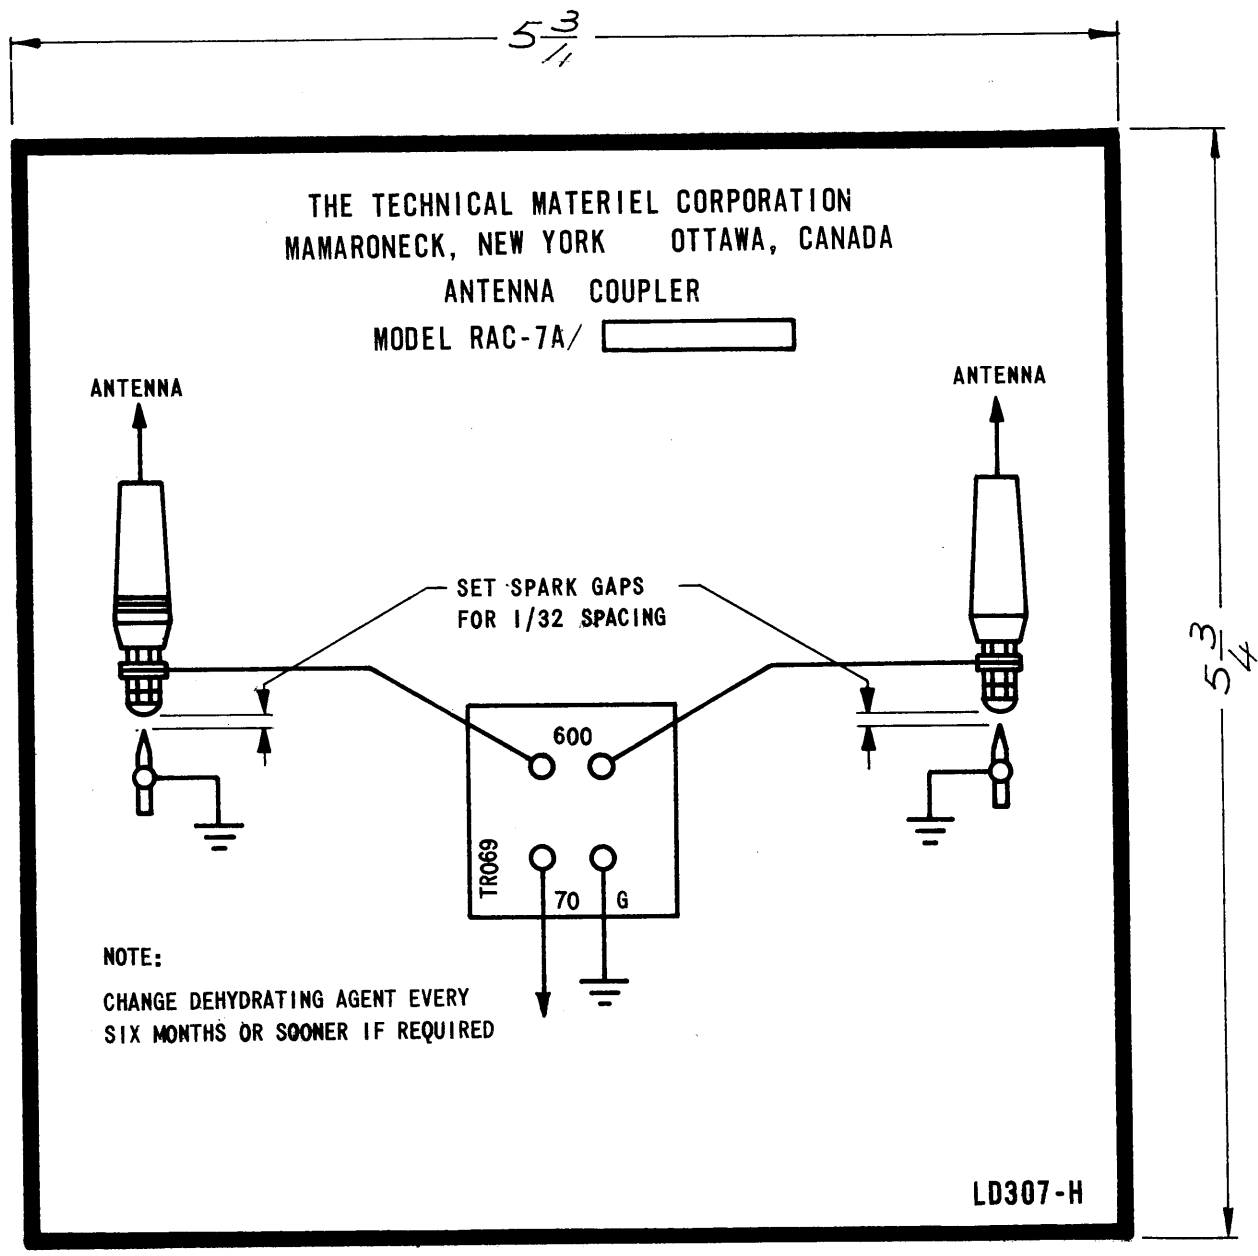 5 3/4
THE TECHNICAL MATERIEL CORPORATION
MAMARONECK, NEW YORK OTTAWA, CANADA
ANTENNA COUPLER
MODEL RAC-7A/
ANTENNA
ANTENNA
SET SPARK GAPS
FOR 1/32 SPACING
5 3/4
600
TR069
70 G
NOTE:
CHANGE DEHYDRATING AGENT EVERY
SIX MONTHS OR SOONER IF REQUIRED
LD307-H